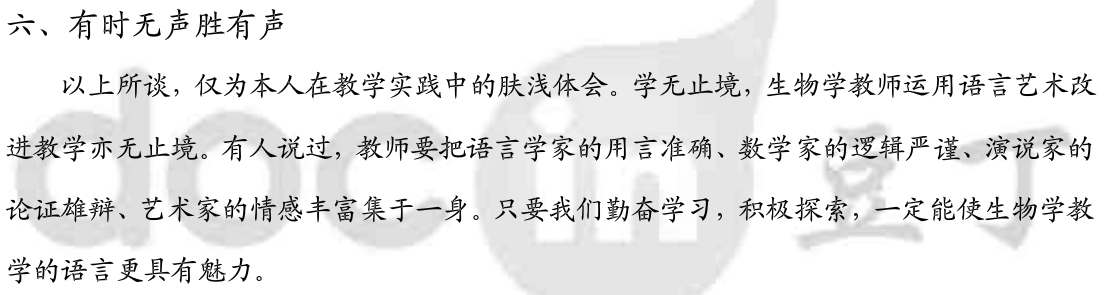 六、有时无声胜有声
以上所谈，仅为本人在教学实践中的肤浅体会。学无止境，生物学教师运用语言艺术改
进教学亦无止境。有人说过，教师要把语言学家的用言准确、数学家的逻辑严谨、演说家的
论证雄辩、艺术家的情感丰富集于一身。只要我们勤奋学习，积极探索，一定能使生物学教
学的语言更具有魅力。
docin 豆丁